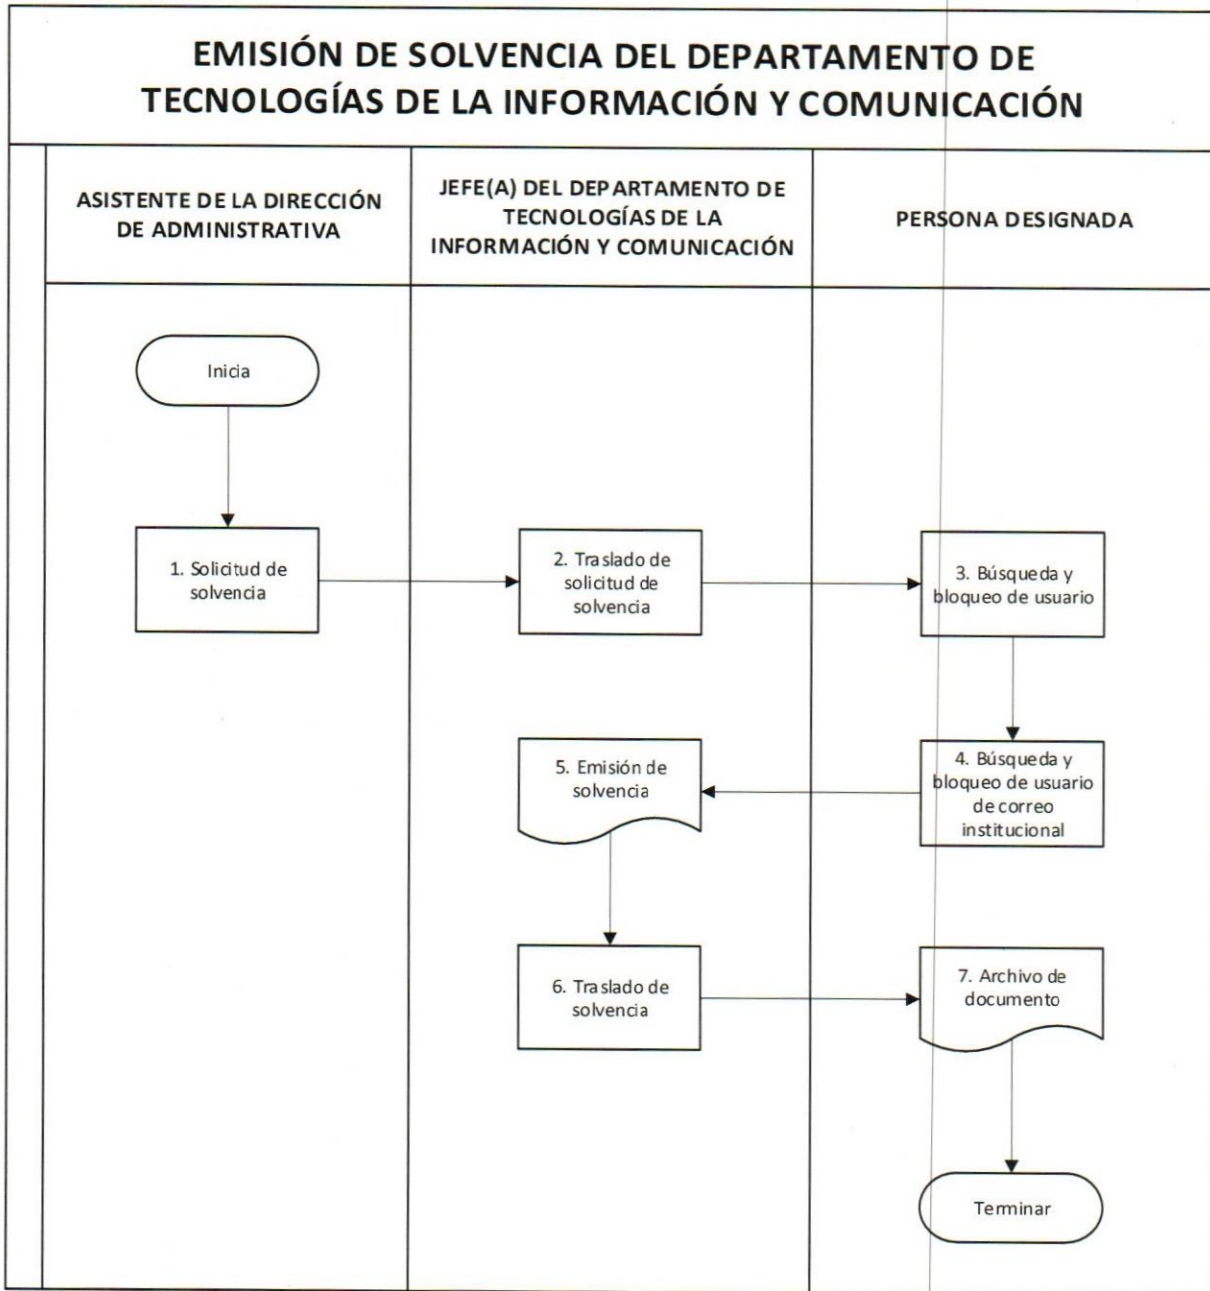 EMISIÓN DE SOLVENCIA DEL DEPARTAMENTO DE
TECNOLOGÍAS DE LA INFORMACIÓN Y COMUNICACIÓN
ASISTENTE DE LA DIRECCIÓN
DE ADMINISTRATIVA
JEFE(A) DEL DEPARTAMENTO DE
TECNOLOGÍAS DE LA
INFORMACIÓN Y COMUNICACIÓN
PERSONA DESIGNADA
Inicia
1. Solicitud de
solvencia
2. Traslado de
solicitud de
solvencia
3. Búsqueda y
bloqueo de usuario
4. Búsqueda y
bloqueo de usuario
de correo
institucional
5. Emisión de
solvencia
6. Traslado de
solvencia
7. Archivo de
documento
Terminar